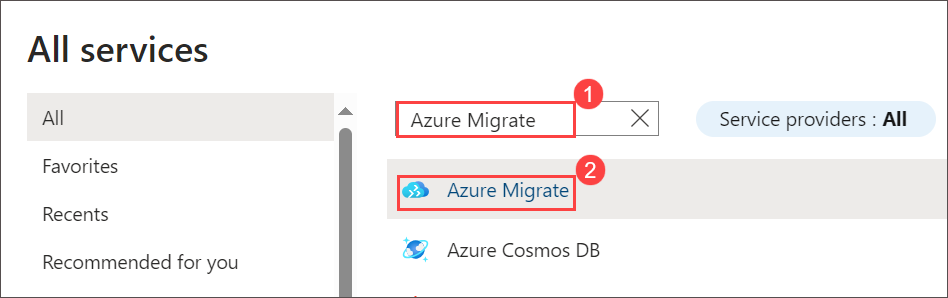 All services
All
Favorites
Recents
Recommended for you
1
Azure Migrate
Service providers : All
2
Azure Migrate
Azure Cosmos DB